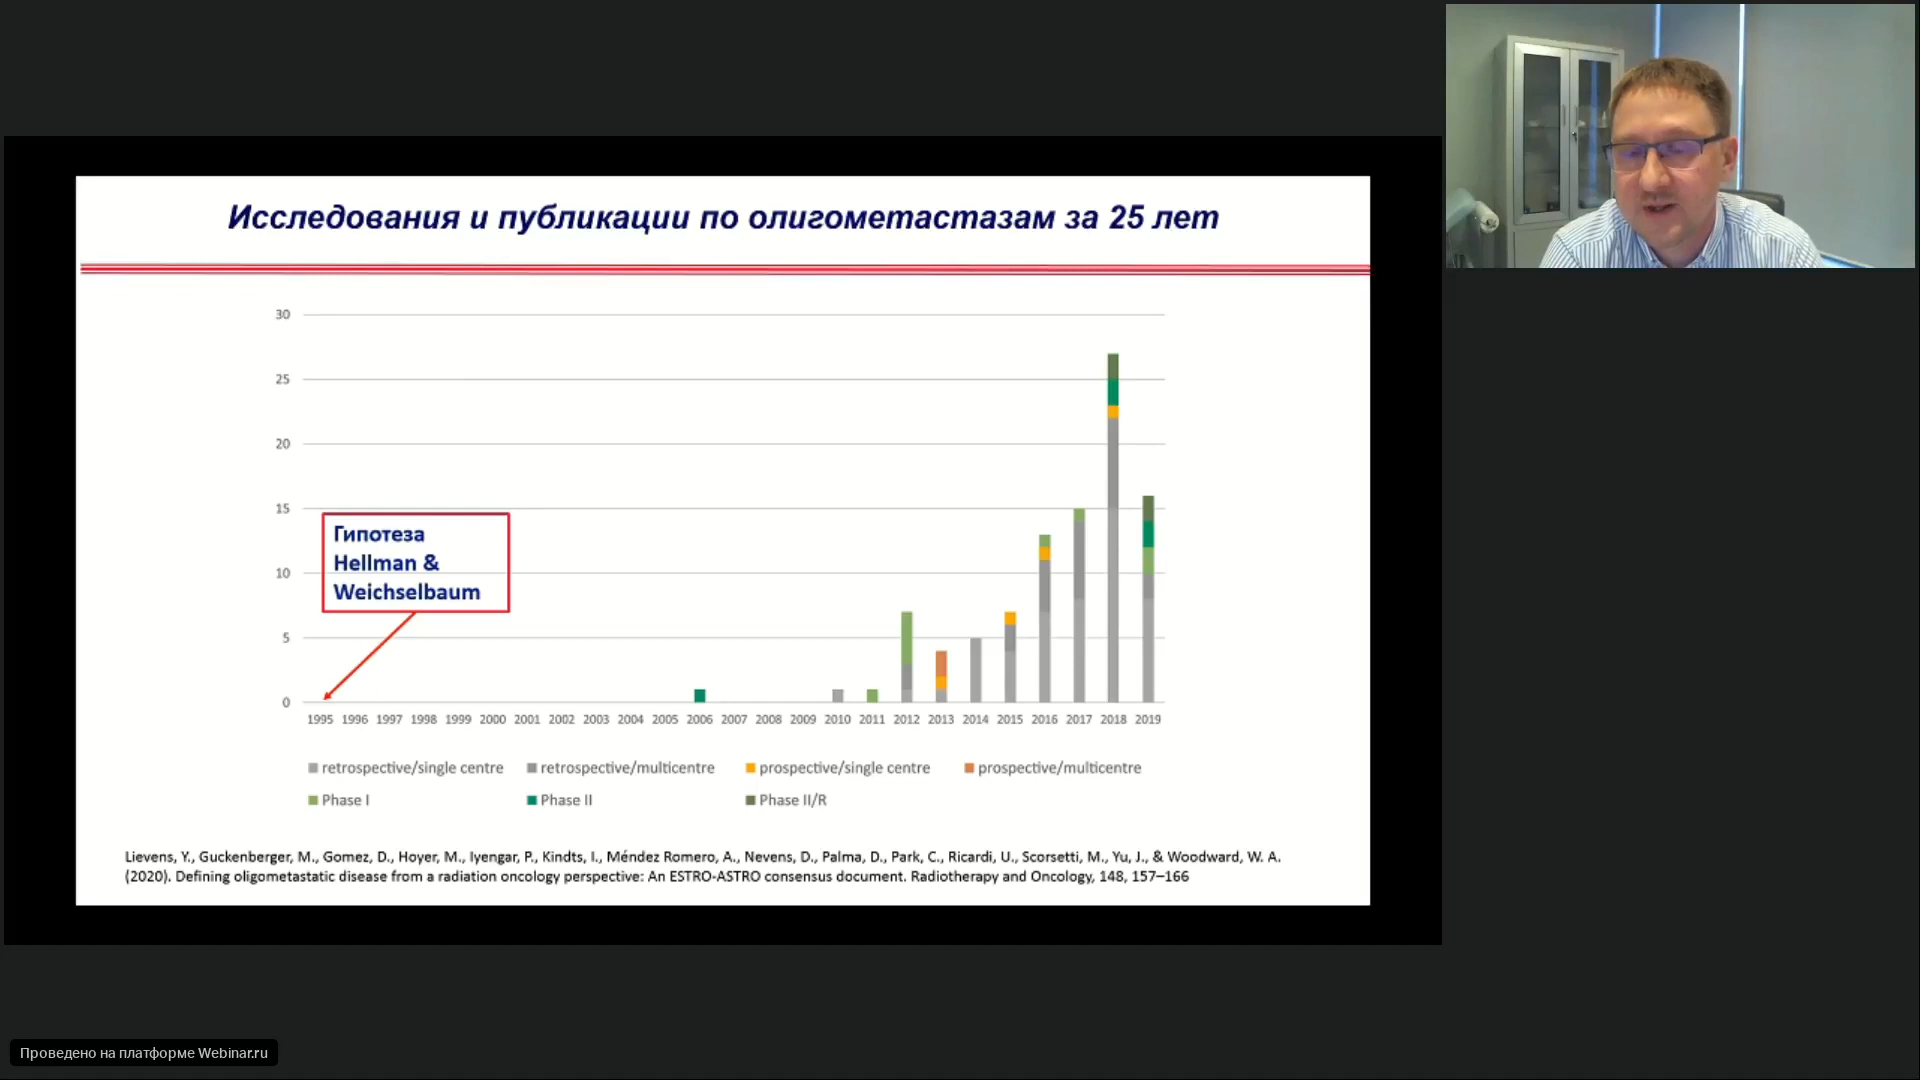 Исследования и публикации по олигометастазам за 25 лет
30
25
20
15
10
5
0
Гипотеза
Hellman &
Weichselbaum
1995 1996 1997 1998 1999 2000 2001 2002 2003 2004 2005 2006 2007 2008 2009 2010 2011 2012 2013 2014 2015 2016 2017 2018 2019
retrospective/single centre retrospective/multicentre prospective/single centre prospective/multicentre
Phase I Phase II Phase II/R
Lievens, Y., Guckenberger, M., Gomez, D., Hoyer, M., Iyengar, P., Kindts, I., Méndez Romero, A., Nevens, D., Palma, D., Park, C., Ricardi, U., Scorsetti, M., Yu, J., & Woodward, W. A.
(2020). Defining oligometastatic disease from a radiation oncology perspective: An ESTRO-ASTRO consensus document. Radiotherapy and Oncology, 148, 157–166
Проведено на платформе Webinar.ru